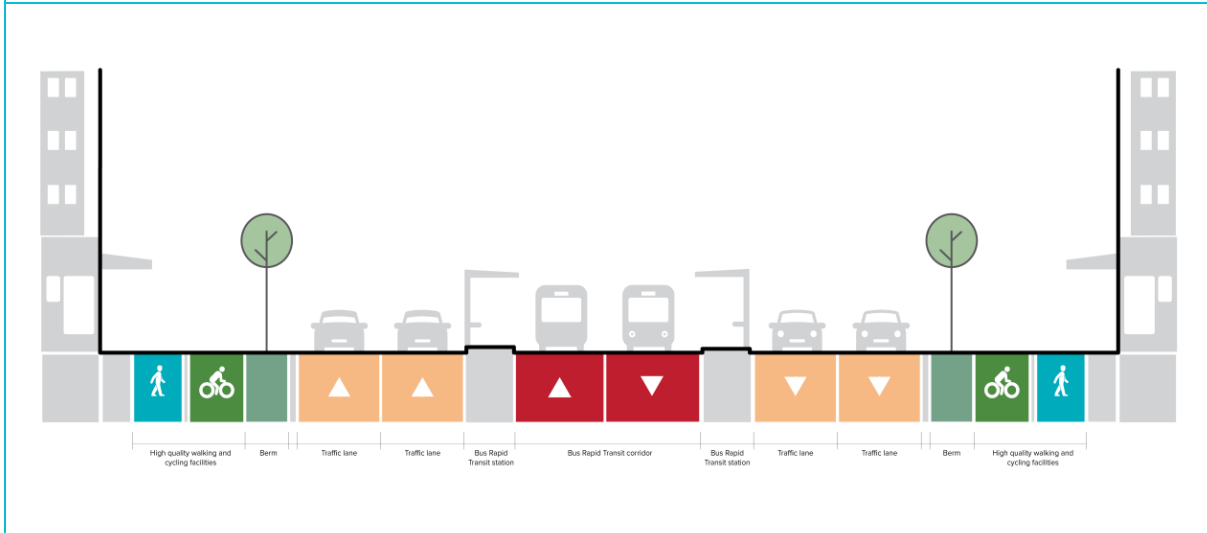 High quality walking and
cycling facilities
Berm
Traffic lane
Traffic lane
Bus Rapid
Transit station
Bus Rapid Transit corridor
Bus Rapid
Transit station
Traffic lane
Traffic lane
Berm
High quality walking and
cycling facilities